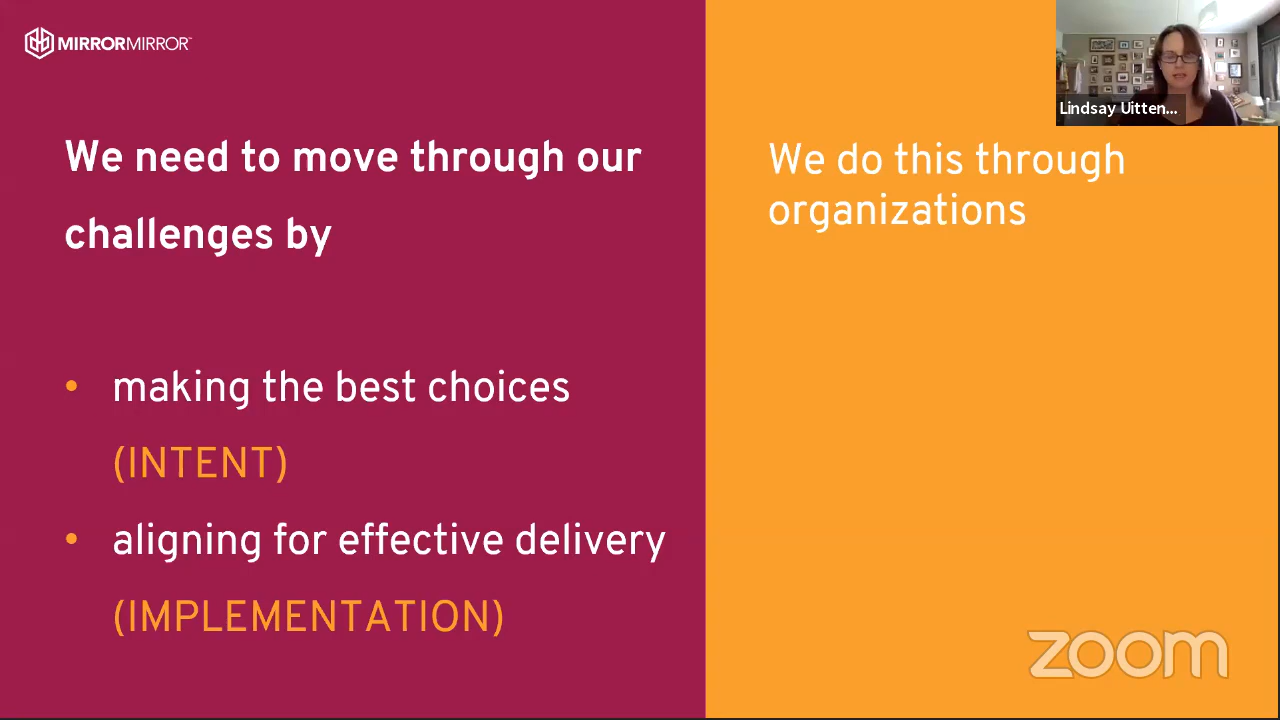 MIRRORMIRROR™
We need to move through our
challenges by
• making the best choices
(INTENT)
• aligning for effective delivery
(IMPLEMENTATION)
Lindsay Uitten...
We do this through
organizations
zoom